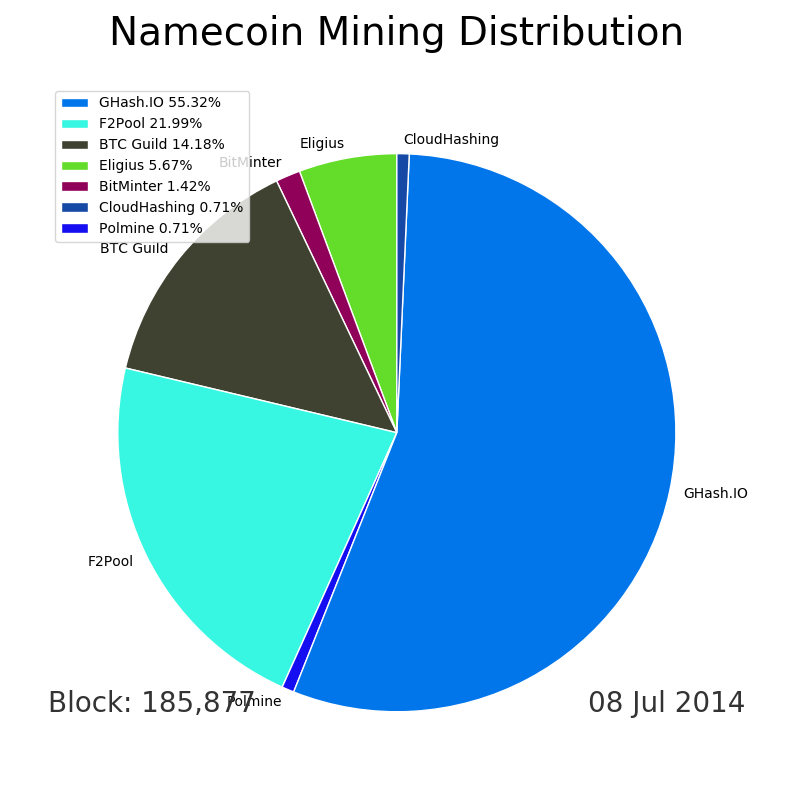 Namecoin Mining Distribution
GHash.IO 55.32%
F2Pool 21.99%
BTC Guild 14.18%
Eligius 5.67%
BitMinter 1.42%
CloudHashing 0.71%
Polmine 0.71%
CloudHashing
Eligius
BitMinter
BTC Guild
GHash.IO
F2Pool
Polmine
Block: 185,877
08 Jul 2014